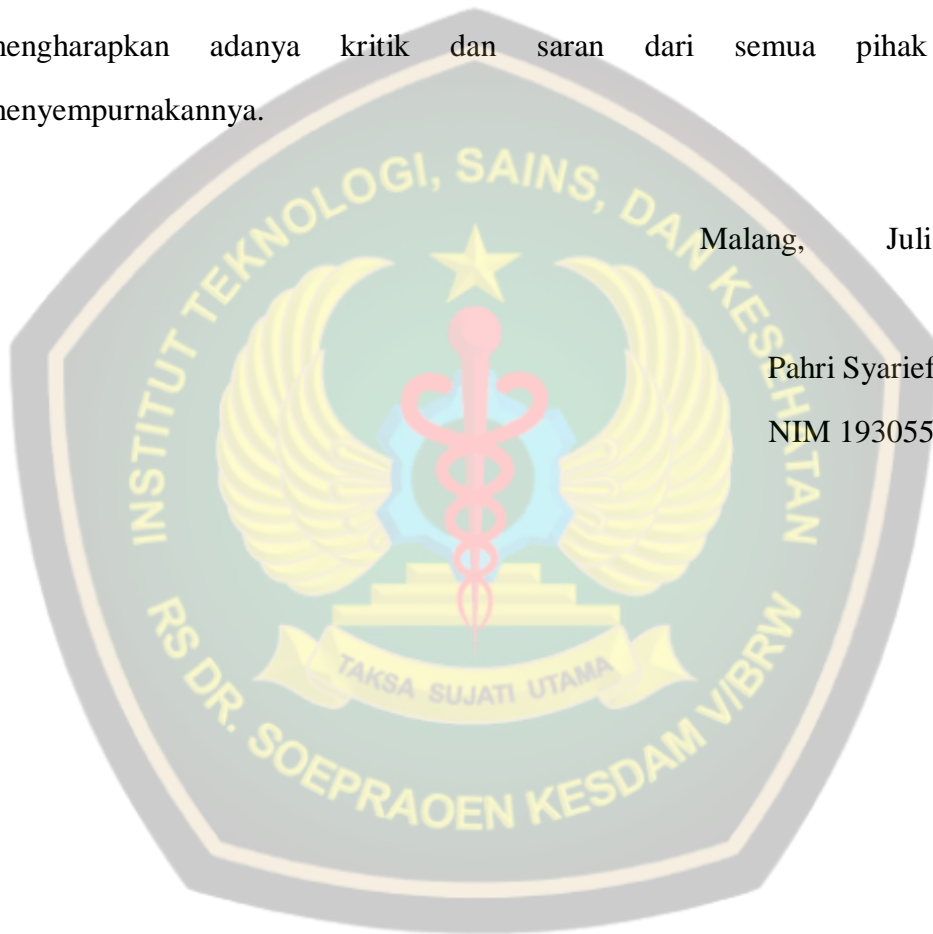 mengharapkan adanya kritik dan saran dari semua pihak
menyempurnakannya.
Malang, Juli
Pahri Syarief
NIM 193055
INSTITUT TEKNOLOGI, SAINS, DAN KESEHATAN
RS DR. SOEPRAOEN KESDAM V/BRW
TAKSA SUJATI UTAMA